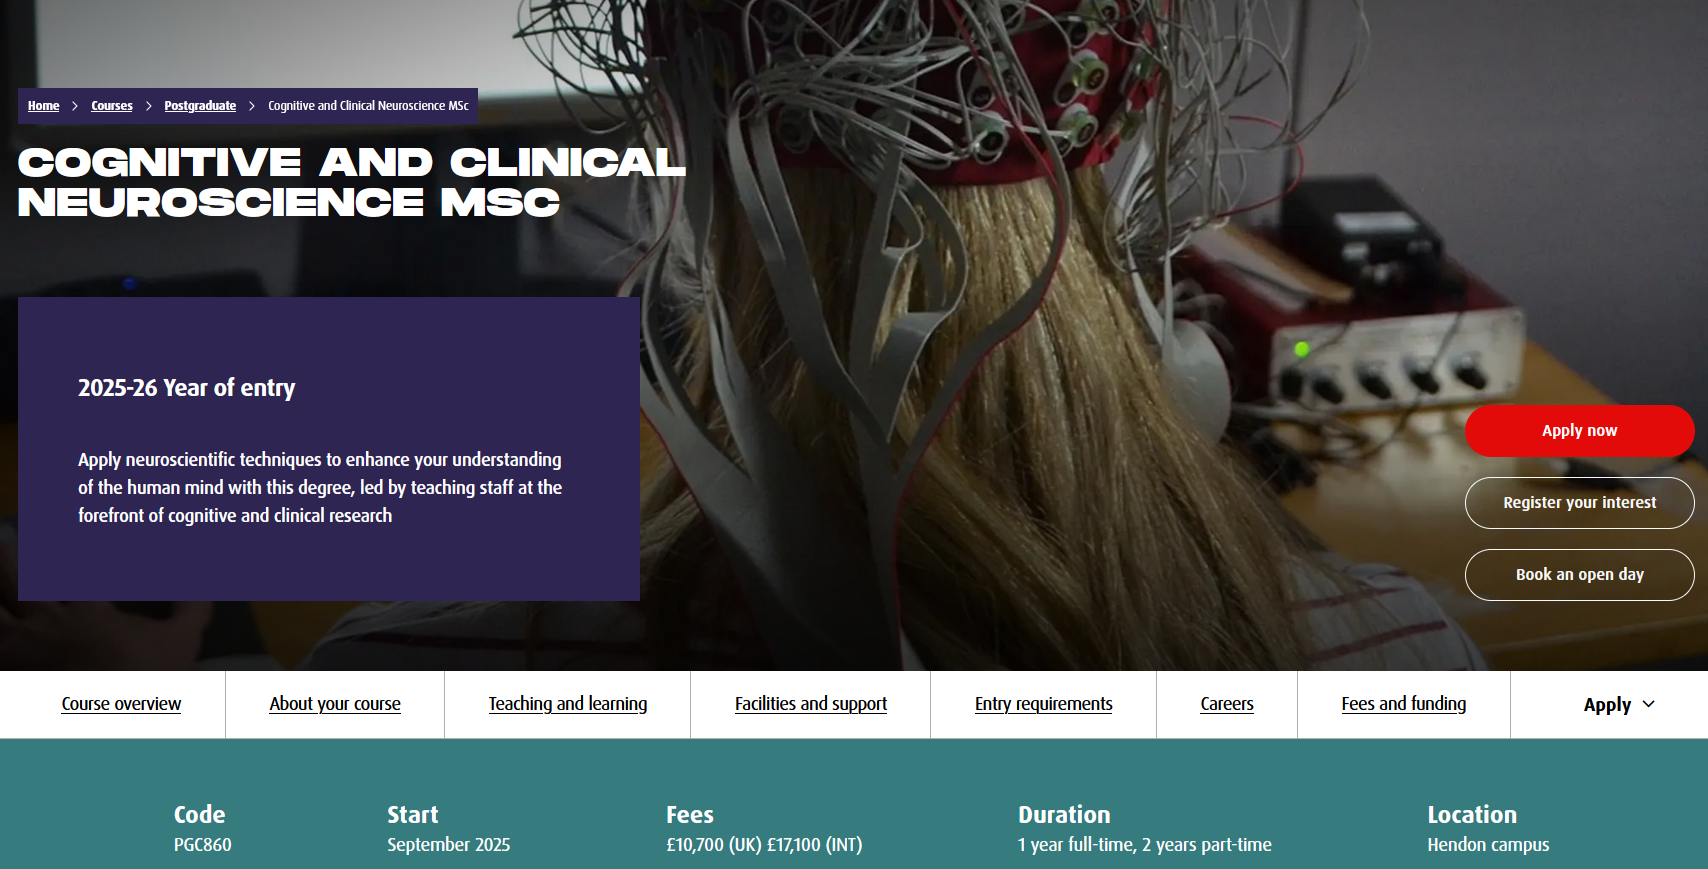 Home > Courses > Postgraduate > Cognitive and Clinical Neuroscience MSc
COGNITIVE AND CLINICAL
NEUROSCIENCE MSC
2025-26 Year of entry
Apply neuroscientific techniques to enhance your understanding
of the human mind with this degree, led by teaching staff at the
forefront of cognitive and clinical research
Apply now
Register your interest
Book an open day
Course overview About your course Teaching and learning Facilities and support Entry requirements Careers Fees and funding Apply
Code Start Fees Duration Location
PGC860 September 2025 £10,700 (UK) £17,100 (INT) 1 year full-time, 2 years part-time Hendon campus